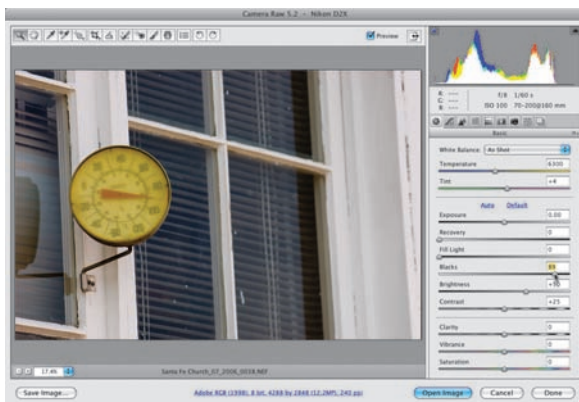 Camera Raw 5.2 - Nikon D2X
Preview
R: ---
G: ---
B: ---
f/8 1/60 s
ISO 100 70-200@160 mm
Basic
White Balance: As Shot
Temperature 6300
Tint +4
Auto Default
Exposure 0.00
Recovery 0
Fill Light 0
Blacks
Brightness
Contrast +25
Clarity 0
Vibrance 0
Saturation 0
17.4%
Santa Fe Church_07_2006_0038.NEF
Save Image...
Adobe RGB (1998); 8 bit; 4288 by 2848 (12.2MP); 240 ppi
Open Image
Cancel
Done